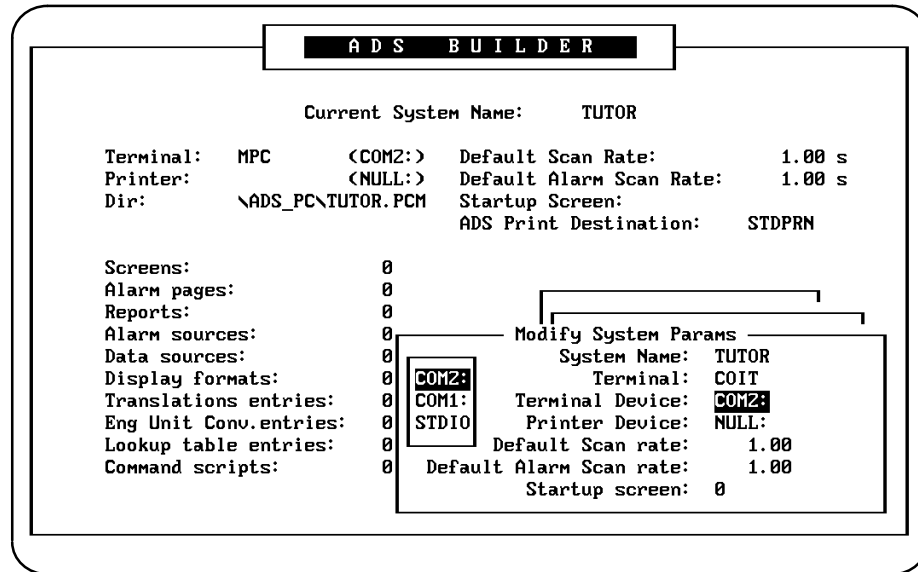 ADS BUILDER
Current System Name: TUTOR
Terminal: MPC (COM2:) Default Scan Rate: 1.00 s
Printer: (NULL:) Default Alarm Scan Rate: 1.00 s
Dir: \ADS_PC\TUTOR.PCM Startup Screen:
ADS Print Destination: STDPRN
Screens: 0
Alarm pages: 0
Reports: 0
Alarm sources: 0
Data sources: 0
Display formats: 0
Translations entries: 0
Eng Unit Conv.entries: 0
Lookup table entries: 0
Command scripts: 0
Modify System Params
System Name: TUTOR
Terminal: COIT
Terminal Device: COM2:
Printer Device: NULL:
Default Scan rate: 1.00
Default Alarm Scan rate: 1.00
Startup screen: 0
COM2:
COM1:
STDIO